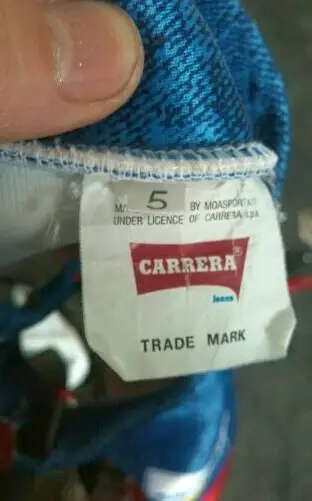 5
BY MOASPORT
UNDER LICENCE OF CARRERA
CARRERA
jeans
TRADE MARK